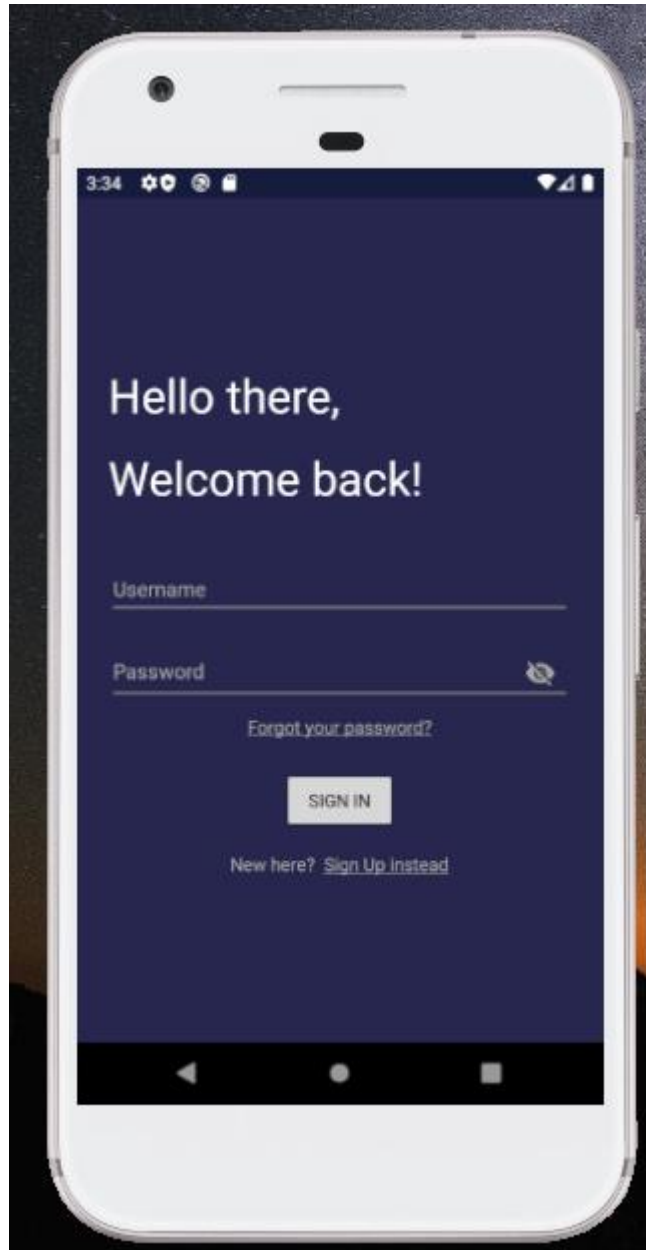 3:34
Hello there,
Welcome back!
Username
Password
Forgot your password?
SIGN IN
New here? Sign Up instead